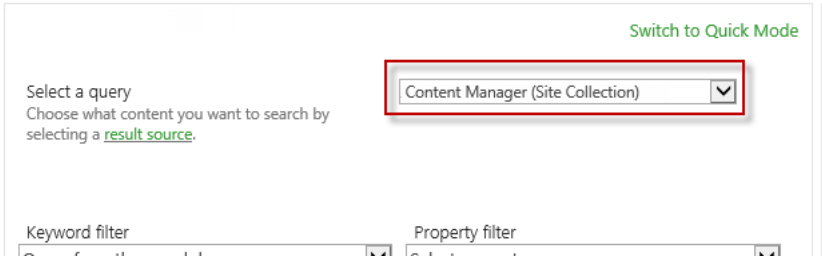 Switch to Quick Mode
Select a query
Content Manager (Site Collection)
Choose what content you want to search by
selecting a result source.
Keyword filter
Property filter